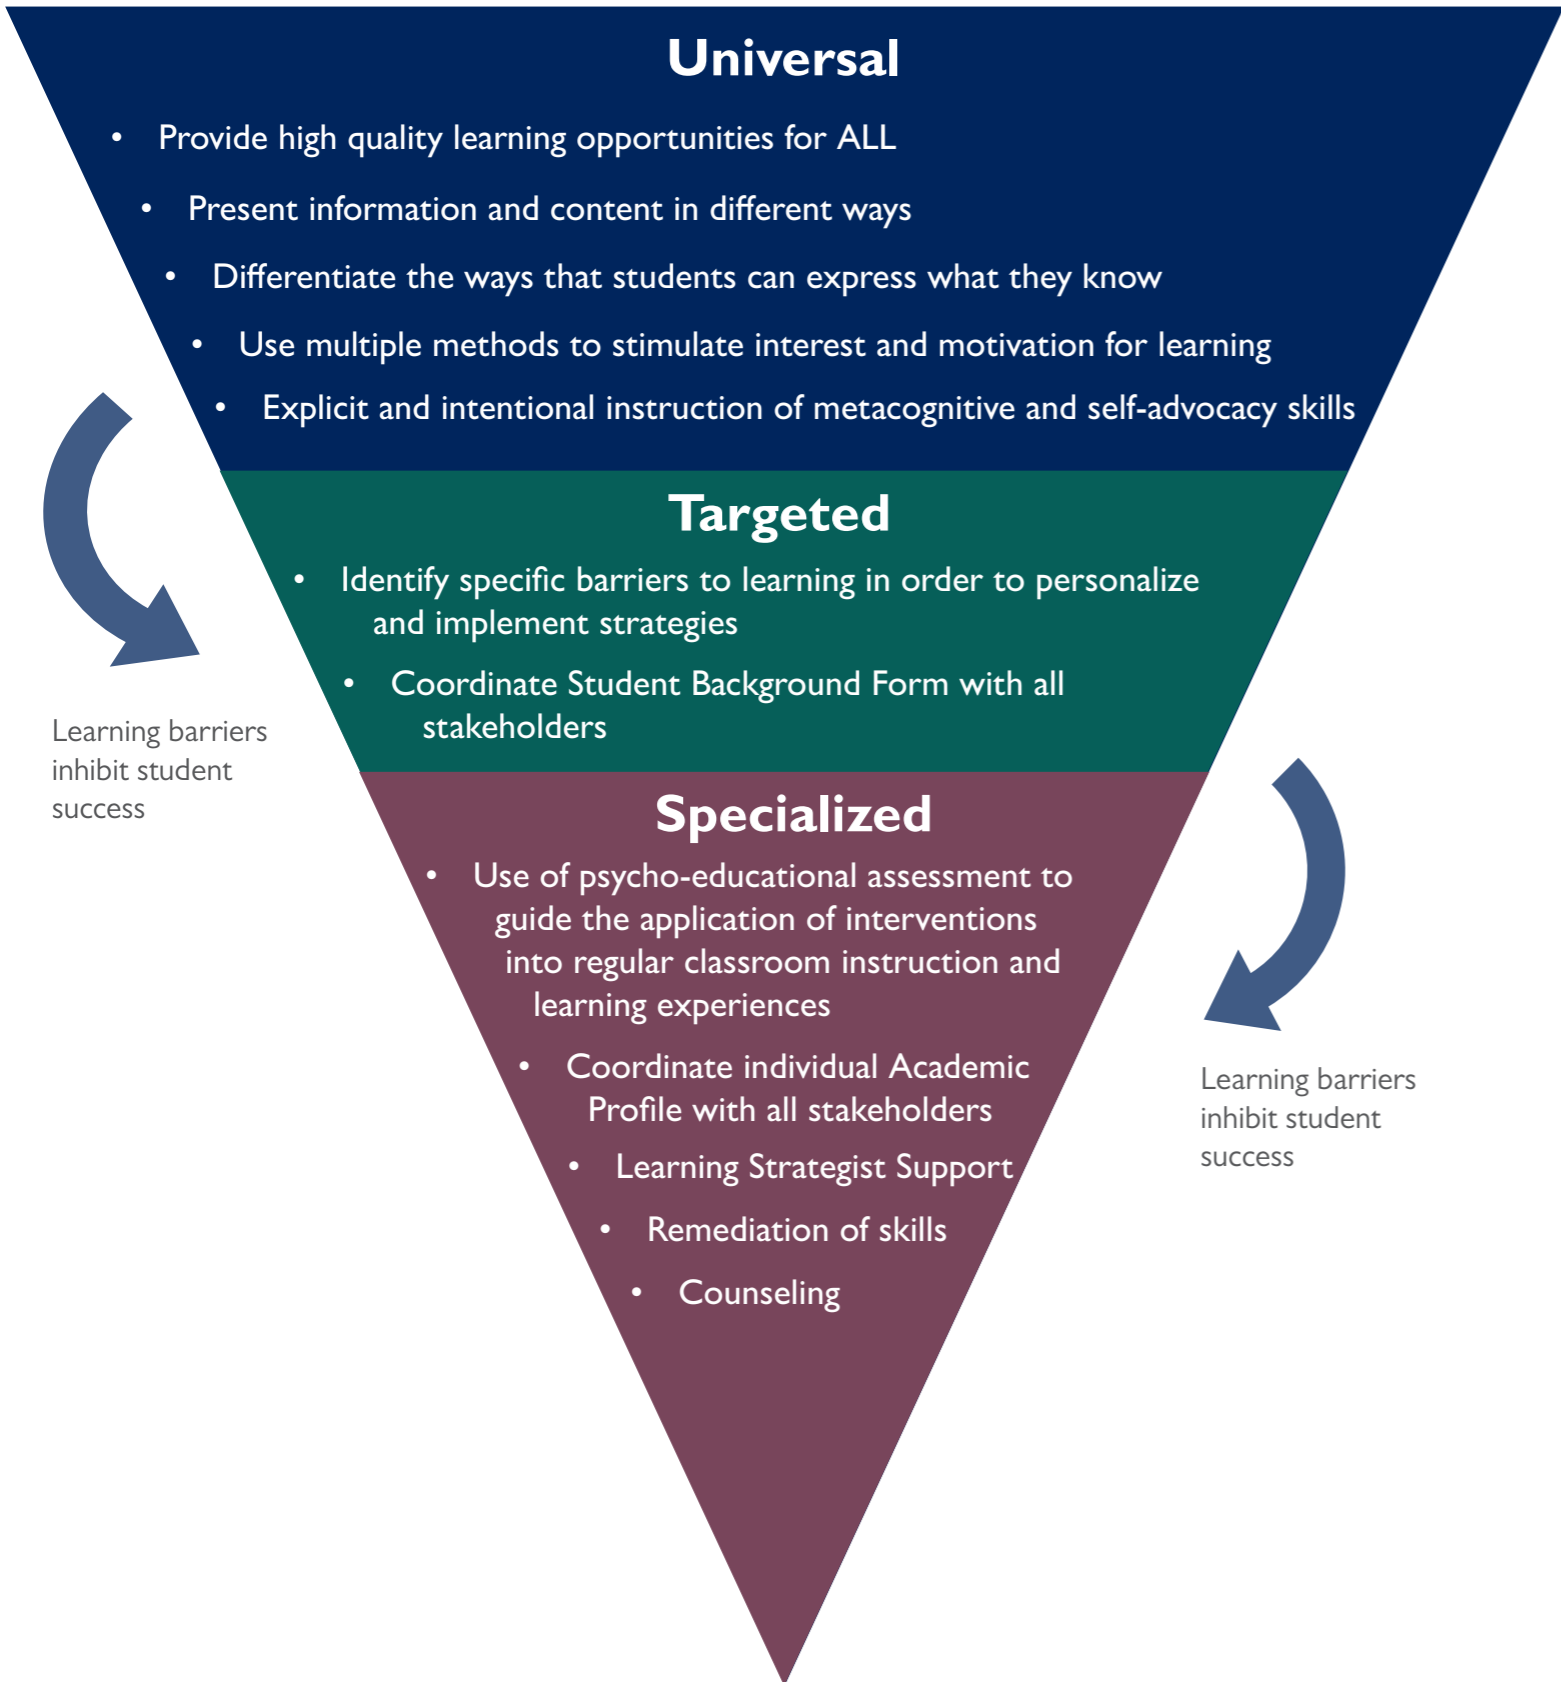 Universal
• Provide high quality learning opportunities for ALL
• Present information and content in different ways
• Differentiate the ways that students can express what they know
• Use multiple methods to stimulate interest and motivation for learning
• Explicit and intentional instruction of metacognitive and self-advocacy skills
Targeted
• Identify specific barriers to learning in order to personalize
and implement strategies
• Coordinate Student Background Form with all
stakeholders
Learning barriers
inhibit student
success
Specialized
• Use of psycho-educational assessment to
guide the application of interventions
into regular classroom instruction and
learning experiences
• Coordinate individual Academic
Profile with all stakeholders
• Learning Strategist Support
• Remediation of skills
• Counseling
Learning barriers
inhibit student
success